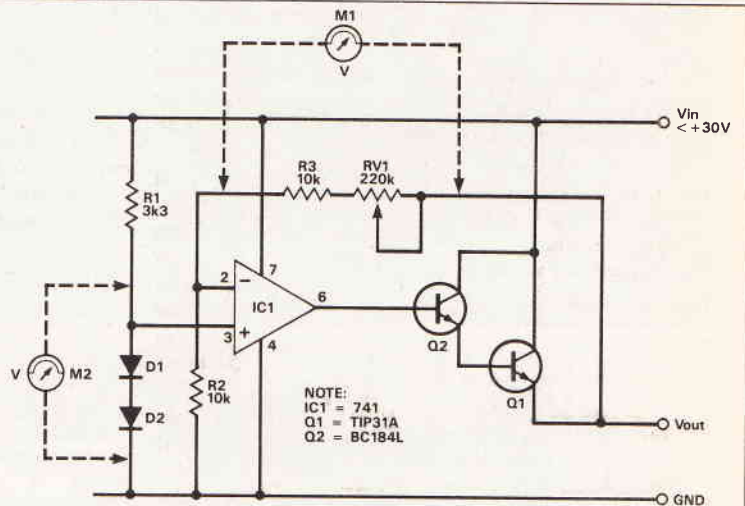 M1
V
Vin
< +30V
R1
3k3
R3
10k
RV1
220k
2
7
6
IC1
3
4
Q2
V
M2
D1
D2
R2
10k
NOTE:
IC1 = 741
Q1 = TIP31A
Q2 = BC184L
Q1
Vout
GND